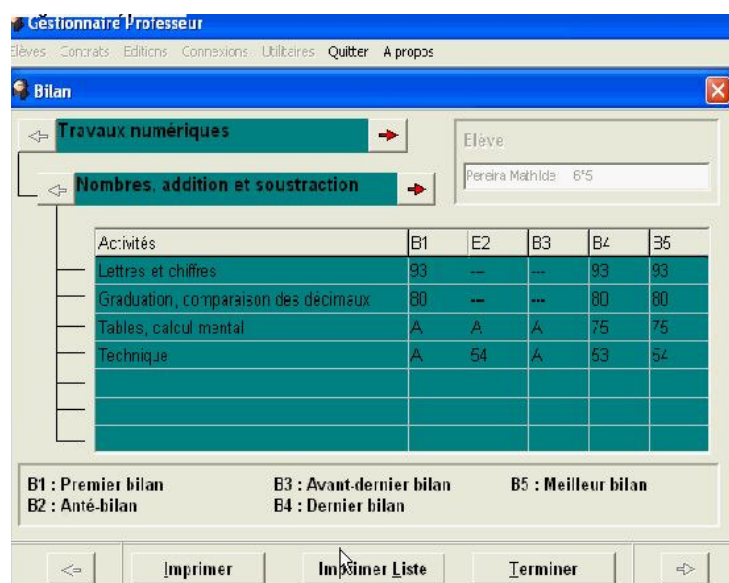 Gestionnaire Professeur
Elèves Contrats Editions Connexions Utilitaires Quitter A propos
Bilan
Travaux numériques
Elève
Nombres, addition et soustraction
Pereira Mathilde 6°5
Activités B1 B2 B3 B4 B5
Lettres et chiffres 93 --- --- 93 93
Graduation, comparaison des décimaux 80 --- --- 80 80
Tables, calcul mental A A A 75 75
Technique A 54 A 53 54
B1 : Premier bilan B3 : Avant-dernier bilan B5 : Meilleur bilan
B2 : Anté-bilan B4 : Dernier bilan
Imprimer Imprimer Liste Terminer